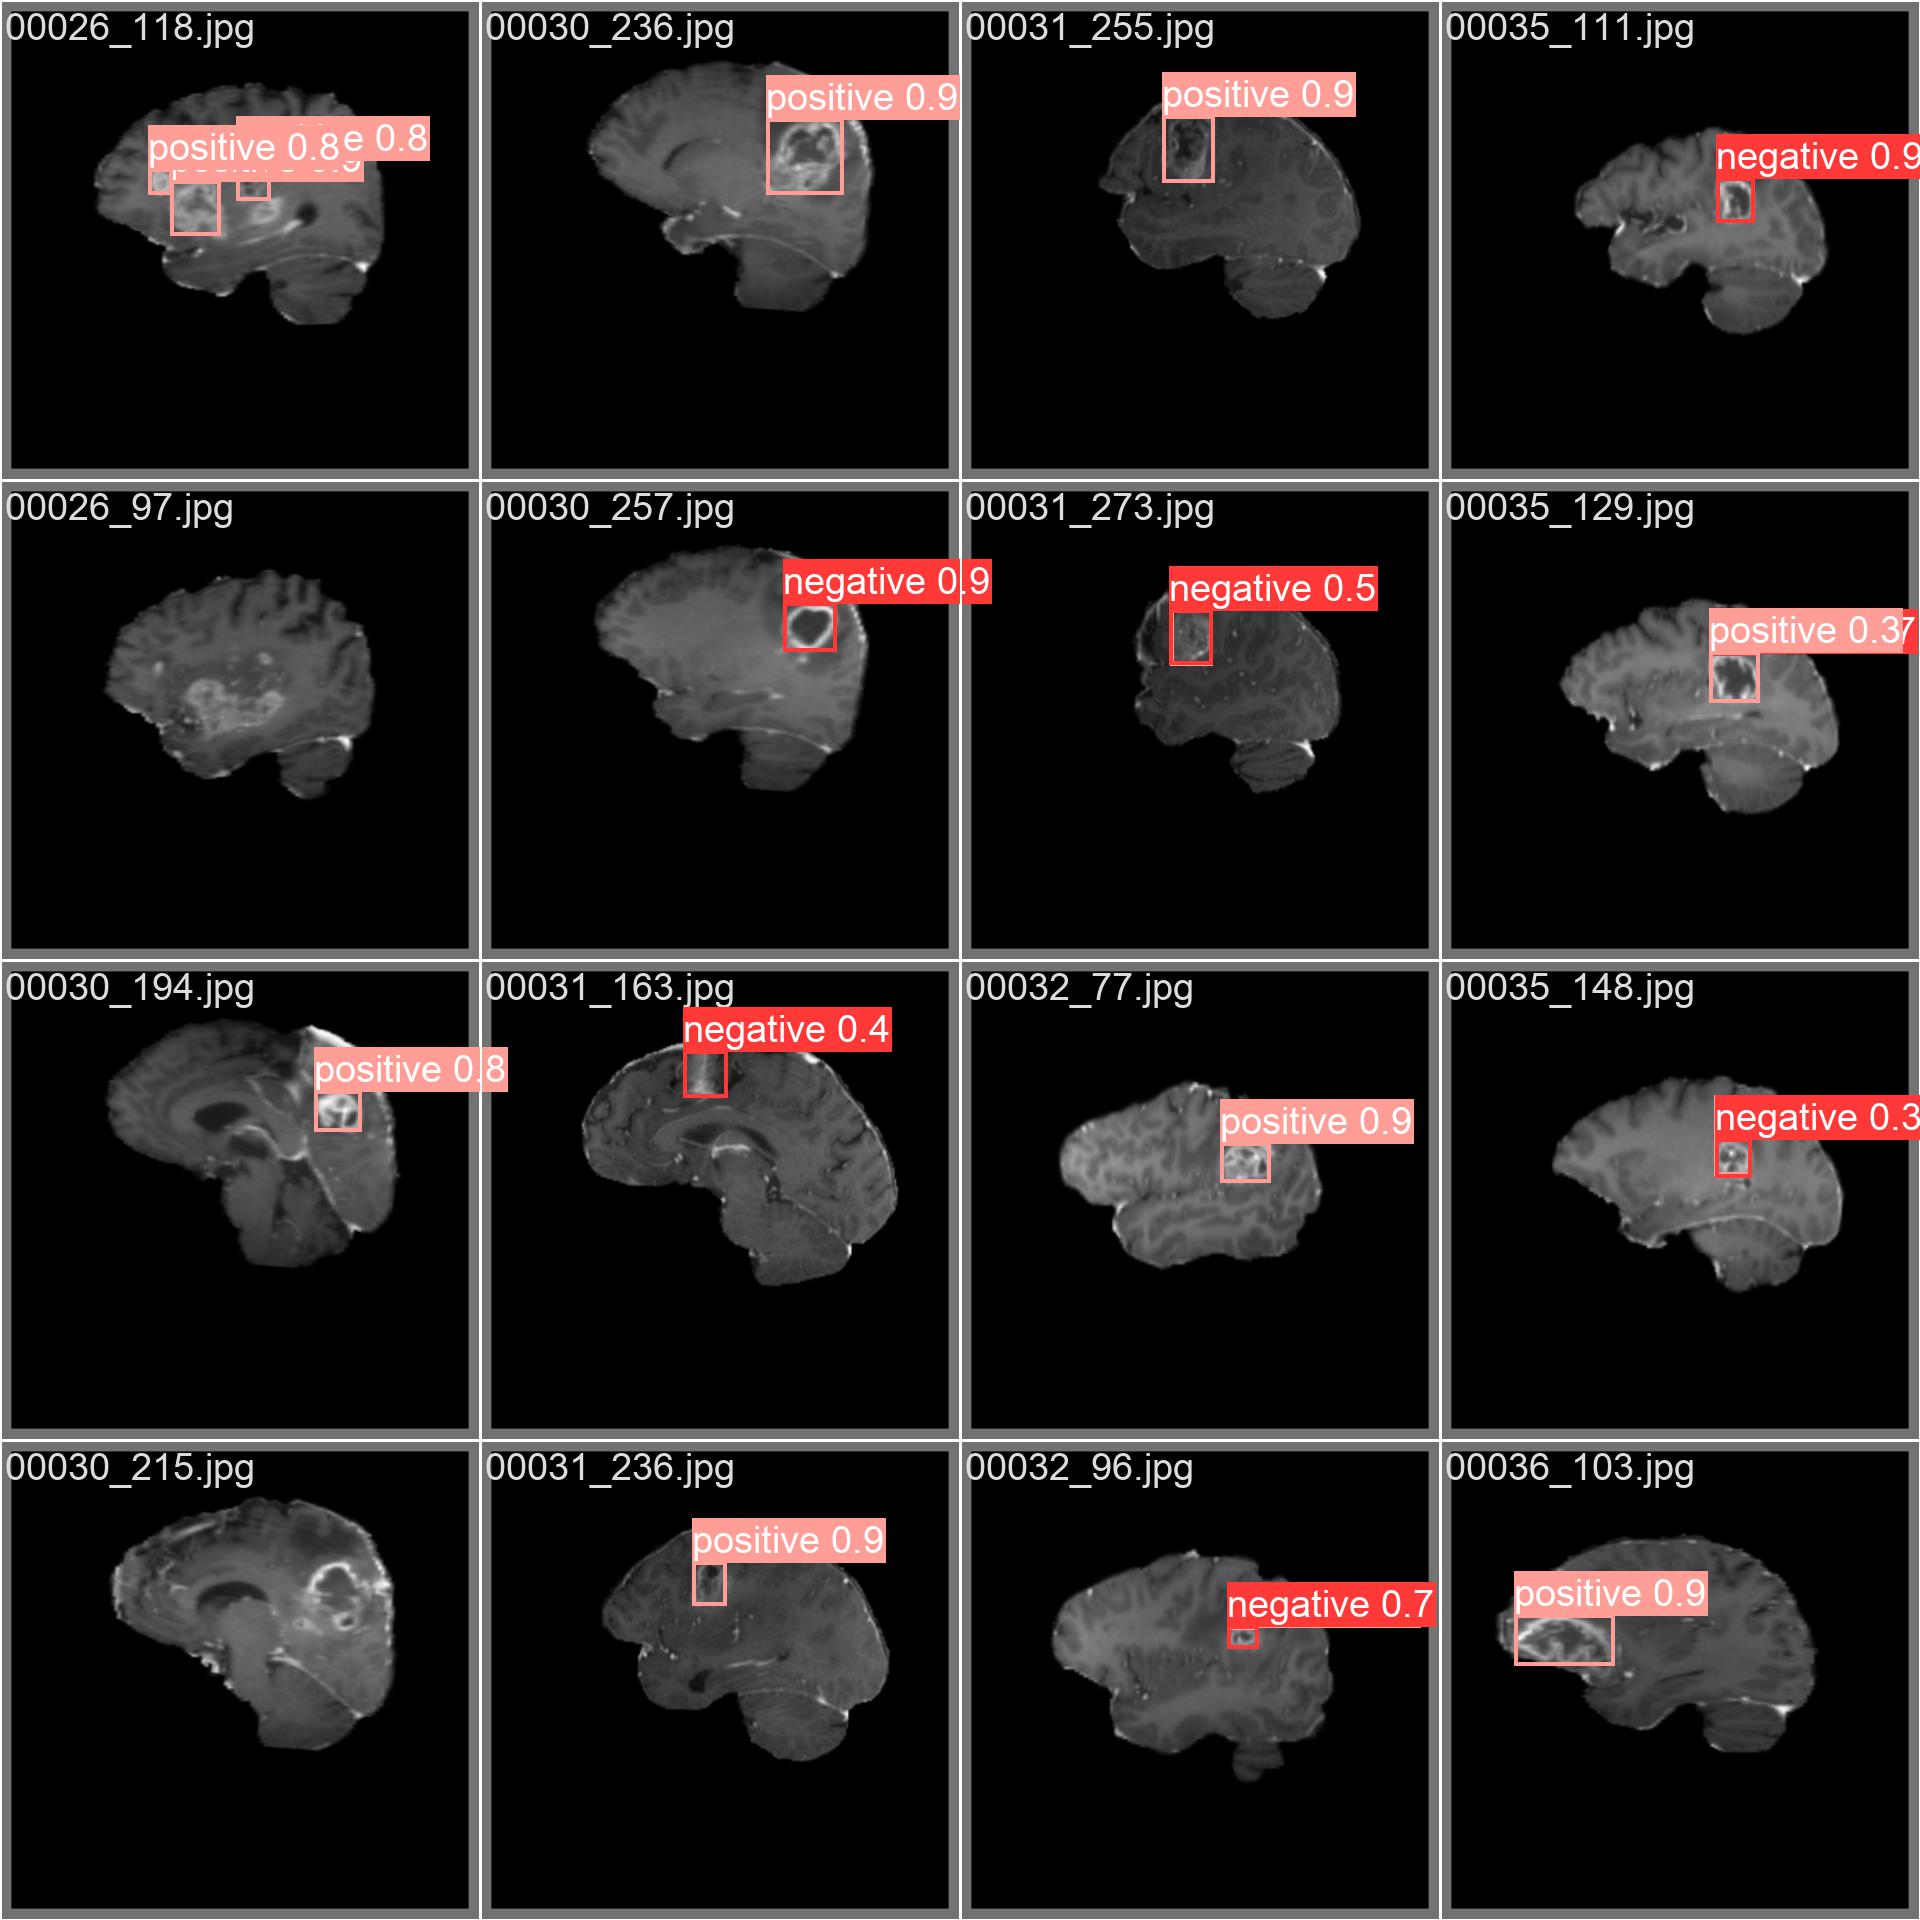 00026_118.jpg
positive 0.8
e 0.8
00030_236.jpg
positive 0.9
00031_255.jpg
positive 0.9
00035_111.jpg
negative 0.9
00026_97.jpg
00030_257.jpg
negative 0.9
00031_273.jpg
negative 0.5
00035_129.jpg
positive 0.37
00030_194.jpg
positive 0.8
00031_163.jpg
negative 0.4
00032_77.jpg
positive 0.9
00035_148.jpg
negative 0.3
00030_215.jpg
00031_236.jpg
positive 0.9
00032_96.jpg
negative 0.7
00036_103.jpg
positive 0.9